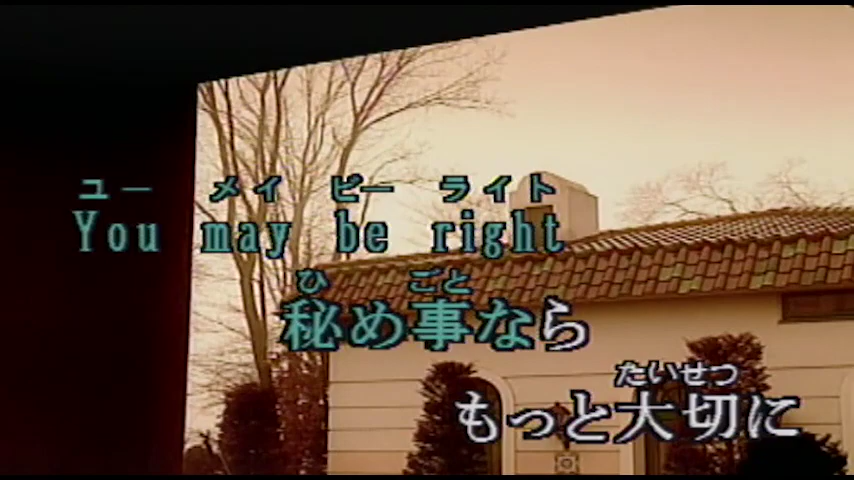 ユー メイ ビー ライト
You may be right
ひ ごと
秘め事なら
たいせつ
もっと大切に